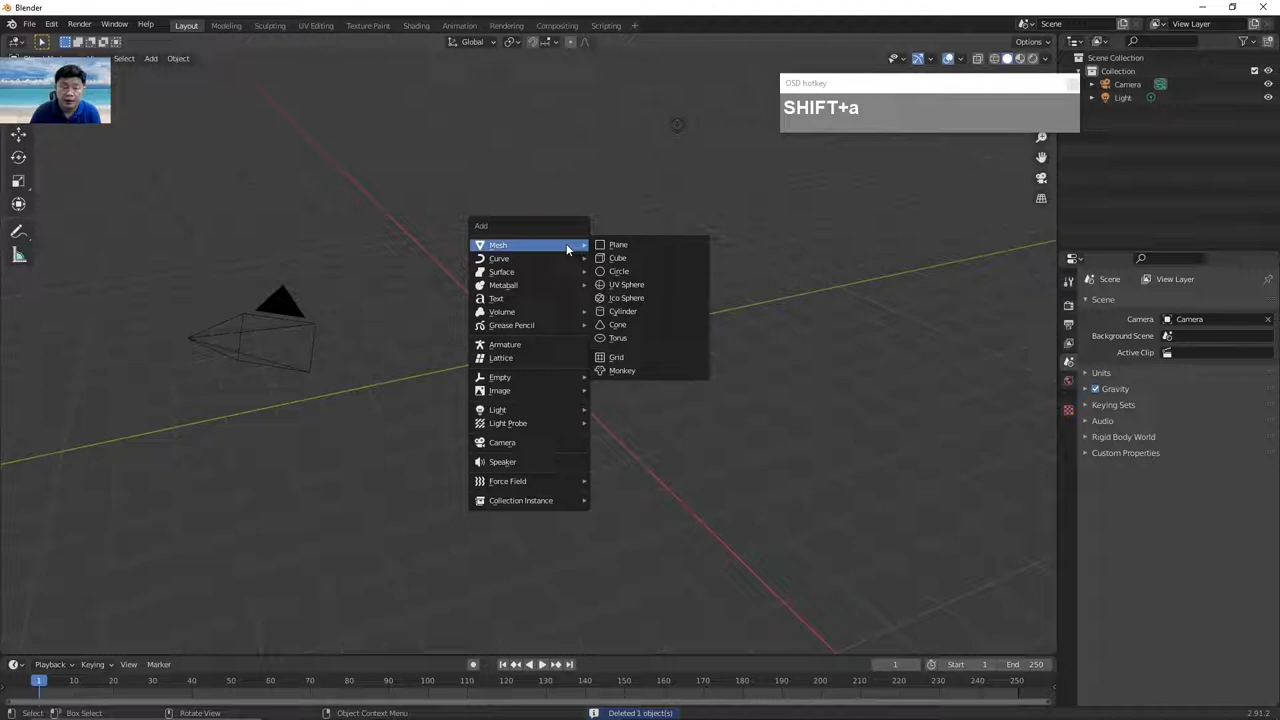 Blender
File Edit Render Window Help Layout Modeling Sculpting UV Editing Texture Paint Shading Animation Rendering Compositing Scripting Scene View Layer
Global Options
Select Add Object
Scene Collection
Collection
Camera
Light
OSD hotkey
SHIFT+a
Add
Mesh
Curve
Surface
Metaball
Text
Volume
Grease Pencil
Armature
Lattice
Empty
Image
Light
Light Probe
Camera
Speaker
Force Field
Collection Instance
Plane
Cube
Circle
UV Sphere
Ico Sphere
Cylinder
Cone
Torus
Grid
Monkey
Scene View Layer
Scene
Camera Camera
Background Scene
Active Clip
Units
Gravity
Keying Sets
Audio
Rigid Body World
Custom Properties
Playback Keying View Marker 1 Start 1 End 250
1 10 20 30 40 50 60 70 80 90 100 110 120 130 140 150 160 170 180 190 200 210 220 230 240 250
Select Box Select Rotate View Object Context Menu Deleted 1 object(s) 2.91.2